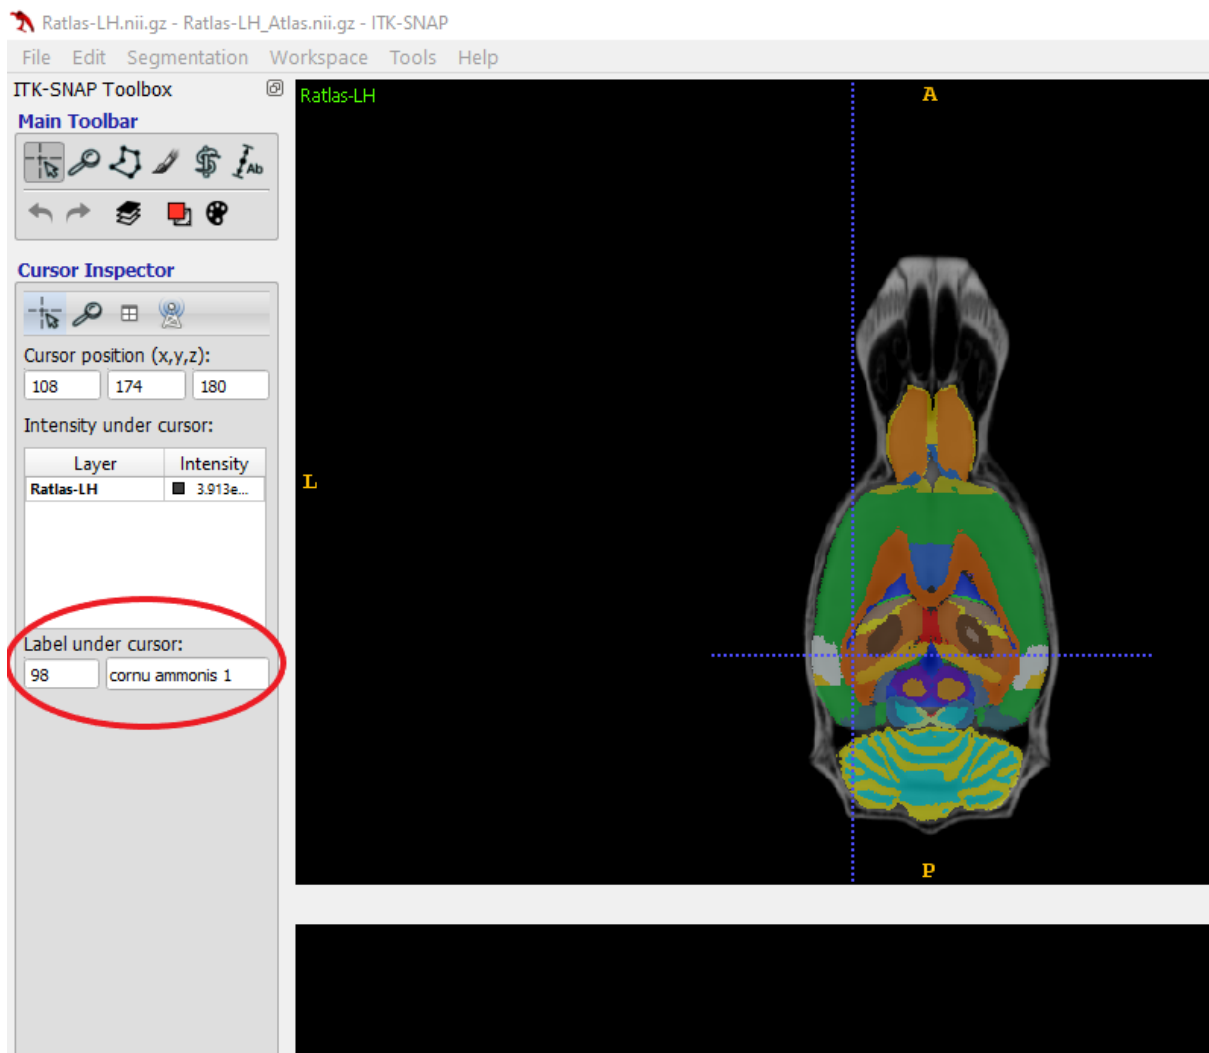 Ratlas-LH.nii.gz - Ratlas-LH_Atlas.nii.gz - ITK-SNAP
File Edit Segmentation Workspace Tools Help
ITK-SNAP Toolbox
Main Toolbar
Ab
Cursor Inspector
Cursor position (x,y,z):
108 174 180
Intensity under cursor:
Layer Intensity
Ratlas-LH 3.913e...
Label under cursor:
98 cornu ammonis 1
Ratlas-LH
A
L
P